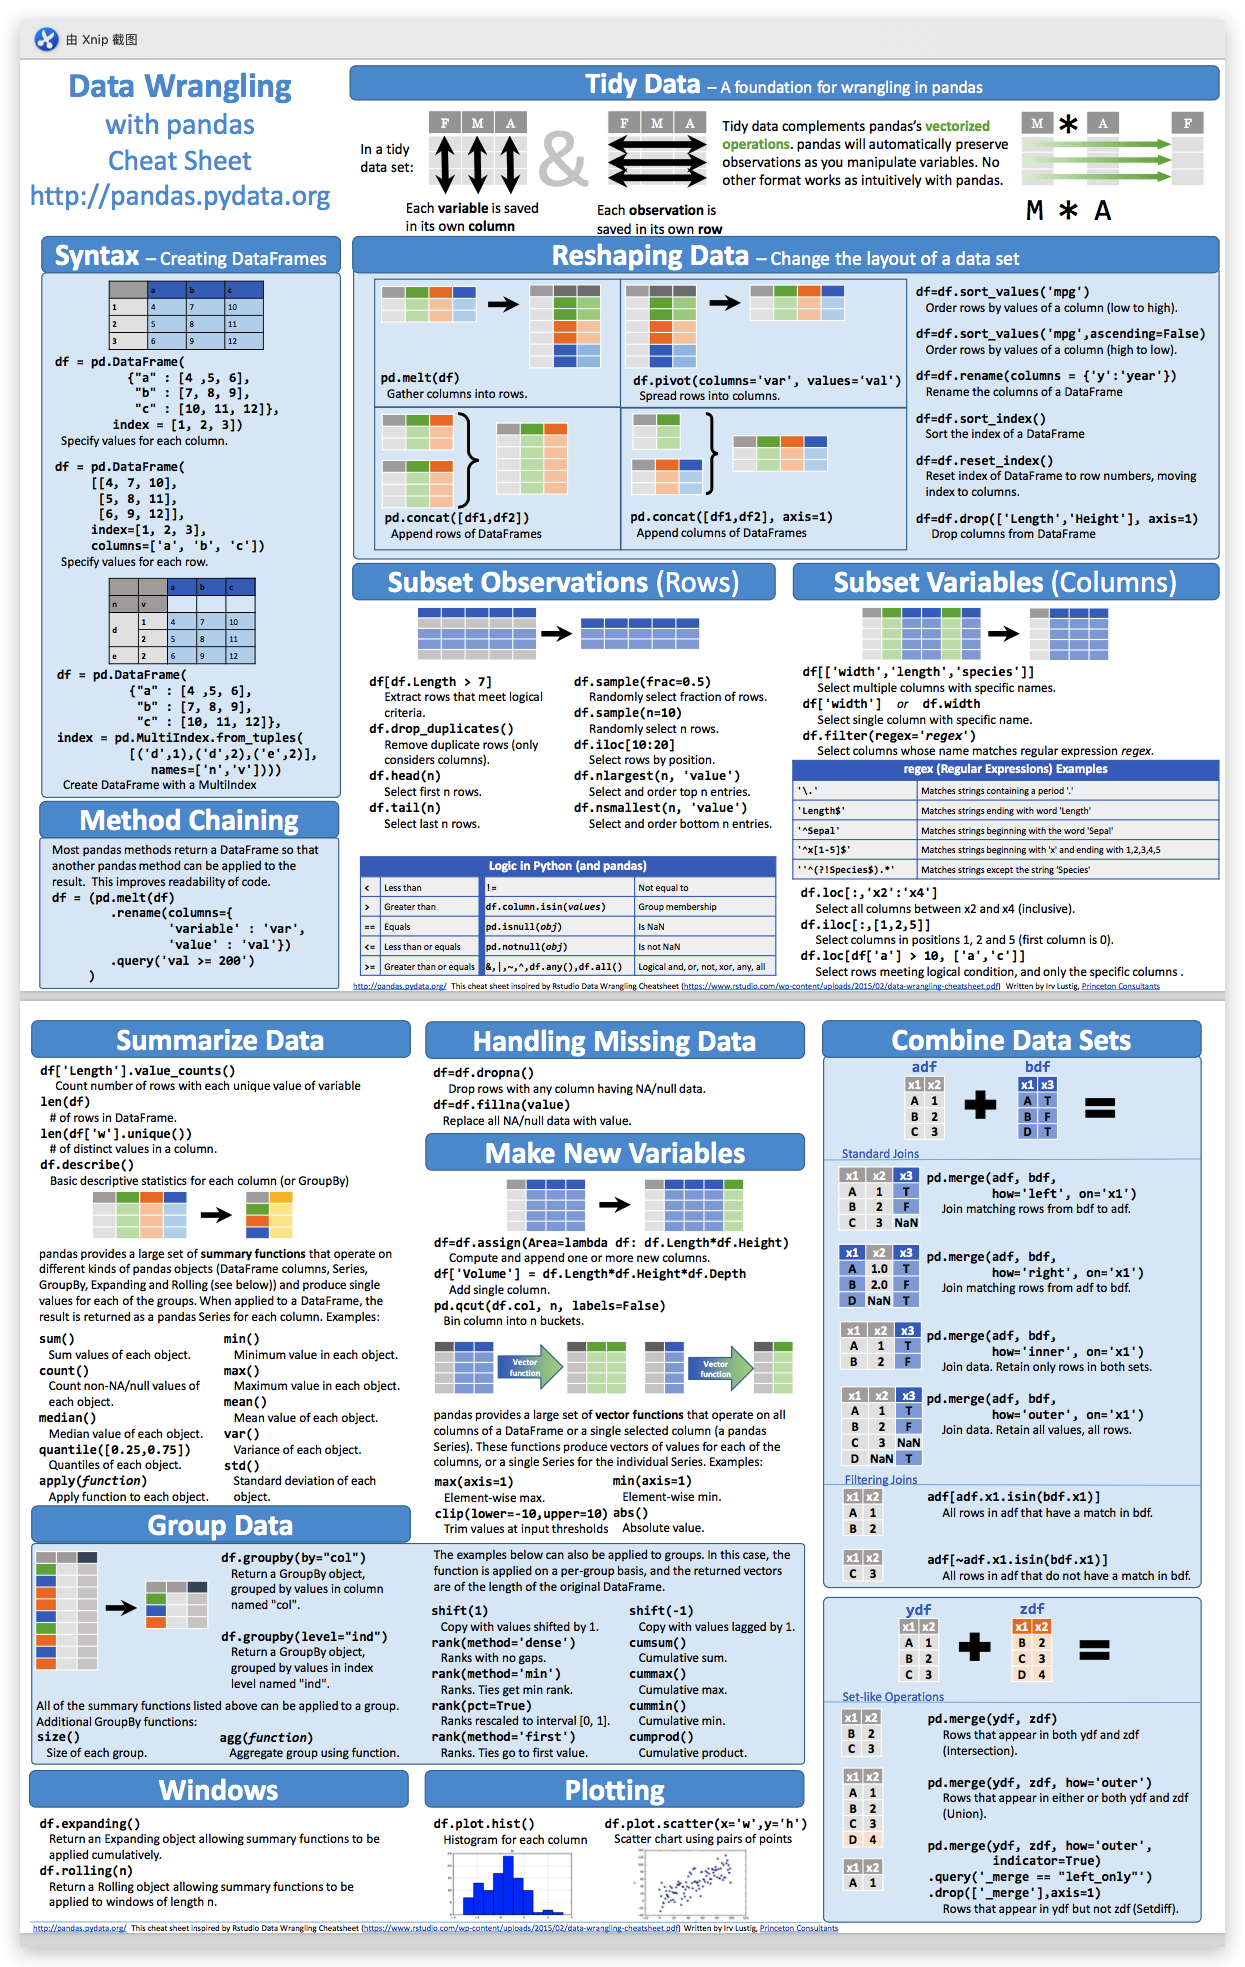 由 Xnip 截图
Data Wrangling
with pandas
Cheat Sheet
http://pandas.pydata.org
Tidy Data – A foundation for wrangling in pandas
In a tidy
data set:
F M A
&
F M A
Each variable is saved
in its own column
Each observation is
saved in its own row
Tidy data complements pandas's vectorized
operations. pandas will automatically preserve
observations as you manipulate variables. No
other format works as intuitively with pandas.
M * A F
M * A
Syntax – Creating DataFrames
a b c
1 4 7 10
2 5 8 11
3 6 9 12
df = pd.DataFrame(
{"a" : [4 ,5, 6],
"b" : [7, 8, 9],
"c" : [10, 11, 12]},
index = [1, 2, 3])
Specify values for each column.
df = pd.DataFrame(
[[4, 7, 10],
[5, 8, 11],
[6, 9, 12]],
index=[1, 2, 3],
columns=['a', 'b', 'c'])
Specify values for each row.
a b c
n v
d 1 4 7 10
2 5 8 11
e 2 6 9 12
df = pd.DataFrame(
{"a" : [4 ,5, 6],
"b" : [7, 8, 9],
"c" : [10, 11, 12]},
index = pd.MultiIndex.from_tuples(
[('d',1),('d',2),('e',2)],
names=['n','v'])))
Create DataFrame with a MultiIndex
Method Chaining
Most pandas methods return a DataFrame so that
another pandas method can be applied to the
result. This improves readability of code.
df = (pd.melt(df)
.rename(columns={
'variable' : 'var',
'value' : 'val'})
.query('val >= 200')
)
Reshaping Data – Change the layout of a data set
pd.melt(df)
Gather columns into rows.
df.pivot(columns='var', values='val')
Spread rows into columns.
pd.concat([df1,df2])
Append rows of DataFrames
pd.concat([df1,df2], axis=1)
Append columns of DataFrames
df=df.sort_values('mpg')
Order rows by values of a column (low to high).
df=df.sort_values('mpg',ascending=False)
Order rows by values of a column (high to low).
df=df.rename(columns = {'y':'year'})
Rename the columns of a DataFrame
df=df.sort_index()
Sort the index of a DataFrame
df=df.reset_index()
Reset index of DataFrame to row numbers, moving
index to columns.
df=df.drop(['Length','Height'], axis=1)
Drop columns from DataFrame
Subset Observations (Rows)
df[df.Length > 7]
Extract rows that meet logical
criteria.
df.drop_duplicates()
Remove duplicate rows (only
considers columns).
df.head(n)
Select first n rows.
df.tail(n)
Select last n rows.
df.sample(frac=0.5)
Randomly select fraction of rows.
df.sample(n=10)
Randomly select n rows.
df.iloc[10:20]
Select rows by position.
df.nlargest(n, 'value')
Select and order top n entries.
df.nsmallest(n, 'value')
Select and order bottom n entries.
Logic in Python (and pandas)
< Less than != Not equal to
> Greater than df.column.isin(values) Group membership
== Equals pd.isnull(obj) Is NaN
<= Less than or equals pd.notnull(obj) Is not NaN
>= Greater than or equals &,|,~,^,df.any(),df.all() Logical and, or, not, xor, any, all
Subset Variables (Columns)
df[['width','length','species']]
Select multiple columns with specific names.
df['width'] or df.width
Select single column with specific name.
df.filter(regex='regex')
Select columns whose name matches regular expression regex.
regex (Regular Expressions) Examples
'\.' Matches strings containing a period '.'
'Length$' Matches strings ending with word 'Length'
'^Sepal' Matches strings beginning with the word 'Sepal'
'^x[1-5]$' Matches strings beginning with 'x' and ending with 1,2,3,4,5
''^(?!Species$).*' Matches strings except the string 'Species'
df.loc[:,'x2':'x4']
Select all columns between x2 and x4 (inclusive).
df.iloc[:,[1,2,5]]
Select columns in positions 1, 2 and 5 (first column is 0).
df.loc[df['a'] > 10, ['a','c']]
Select rows meeting logical condition, and only the specific columns .
http://pandas.pydata.org/ This cheat sheet inspired by Rstudio Data Wrangling Cheatsheet (https://www.rstudio.com/wp-content/uploads/2015/02/data-wrangling-cheatsheet.pdf) Written by Irv Lustig, Princeton Consultants
Summarize Data
df['Length'].value_counts()
Count number of rows with each unique value of variable
len(df)
# of rows in DataFrame.
len(df['w'].unique())
# of distinct values in a column.
df.describe()
Basic descriptive statistics for each column (or GroupBy)
pandas provides a large set of summary functions that operate on
different kinds of pandas objects (DataFrame columns, Series,
GroupBy, Expanding and Rolling (see below)) and produce single
values for each of the groups. When applied to a DataFrame, the
result is returned as a pandas Series for each column. Examples:
sum()
Sum values of each object.
count()
Count non-NA/null values of
each object.
median()
Median value of each object.
quantile([0.25,0.75])
Quantiles of each object.
apply(function)
Apply function to each object.
min()
Minimum value in each object.
max()
Maximum value in each object.
mean()
Mean value of each object.
var()
Variance of each object.
std()
Standard deviation of each
object.
Handling Missing Data
df=df.dropna()
Drop rows with any column having NA/null data.
df=df.fillna(value)
Replace all NA/null data with value.
Make New Variables
df=df.assign(Area=lambda df: df.Length*df.Height)
Compute and append one or more new columns.
df['Volume'] = df.Length*df.Height*df.Depth
Add single column.
pd.qcut(df.col, n, labels=False)
Bin column into n buckets.
Vector
function
Vector
function
pandas provides a large set of vector functions that operate on all
columns of a DataFrame or a single selected column (a pandas
Series). These functions produce vectors of values for each of the
columns, or a single Series for the individual Series. Examples:
max(axis=1)
Element-wise max.
clip(lower=-10,upper=10)
Trim values at input thresholds
min(axis=1)
Element-wise min.
abs()
Absolute value.
Group Data
df.groupby(by="col")
Return a GroupBy object,
grouped by values in column
named "col".
df.groupby(level="ind")
Return a GroupBy object,
grouped by values in index
level named "ind".
All of the summary functions listed above can be applied to a group.
Additional GroupBy functions:
size()
Size of each group.
agg(function)
Aggregate group using function.
The examples below can also be applied to groups. In this case, the
function is applied on a per-group basis, and the returned vectors
are of the length of the original DataFrame.
shift(1)
Copy with values shifted by 1.
rank(method='dense')
Ranks with no gaps.
rank(method='min')
Ranks. Ties get min rank.
rank(pct=True)
Ranks rescaled to interval [0, 1].
rank(method='first')
Ranks. Ties go to first value.
shift(-1)
Copy with values lagged by 1.
cumsum()
Cumulative sum.
cummax()
Cumulative max.
cummin()
Cumulative min.
cumprod()
Cumulative product.
Windows
df.expanding()
Return an Expanding object allowing summary functions to be
applied cumulatively.
df.rolling(n)
Return a Rolling object allowing summary functions to be
applied to windows of length n.
Plotting
df.plot.hist()
Histogram for each column
df.plot.scatter(x='w',y='h')
Scatter chart using pairs of points
Combine Data Sets
adf bdf
x1 x2 x1 x3
A 1 A T
B 2 B F
C 3 D T
Standard Joins
x1 x2 x3
A 1 T
B 2 F
C 3 NaN
pd.merge(adf, bdf,
how='left', on='x1')
Join matching rows from bdf to adf.
x1 x2 x3
A 1.0 T
B 2.0 F
D NaN T
pd.merge(adf, bdf,
how='right', on='x1')
Join matching rows from adf to bdf.
x1 x2 x3
A 1 T
B 2 F
pd.merge(adf, bdf,
how='inner', on='x1')
Join data. Retain only rows in both sets.
x1 x2 x3
A 1 T
B 2 F
C 3 NaN
D NaN T
pd.merge(adf, bdf,
how='outer', on='x1')
Join data. Retain all values, all rows.
Filtering Joins
x1 x2
A 1
B 2
adf[adf.x1.isin(bdf.x1)]
All rows in adf that have a match in bdf.
x1 x2
C 3
adf[~adf.x1.isin(bdf.x1)]
All rows in adf that do not have a match in bdf.
ydf zdf
x1 x2 x1 x2
A 1 B 2
B 2 C 3
C 3 D 4
Set-like Operations
x1 x2
B 2
C 3
pd.merge(ydf, zdf)
Rows that appear in both ydf and zdf
(Intersection).
x1 x2
A 1
B 2
C 3
D 4
pd.merge(ydf, zdf, how='outer')
Rows that appear in either or both ydf and zdf
(Union).
x1 x2
A 1
pd.merge(ydf, zdf, how='outer',
indicator=True)
.query('_merge == "left_only"')
.drop(['_merge'],axis=1)
Rows that appear in ydf but not zdf (Setdiff).
http://pandas.pydata.org/ This cheat sheet inspired by Rstudio Data Wrangling Cheatsheet (https://www.rstudio.com/wp-content/uploads/2015/02/data-wrangling-cheatsheet.pdf) Written by Irv Lustig, Princeton Consultants